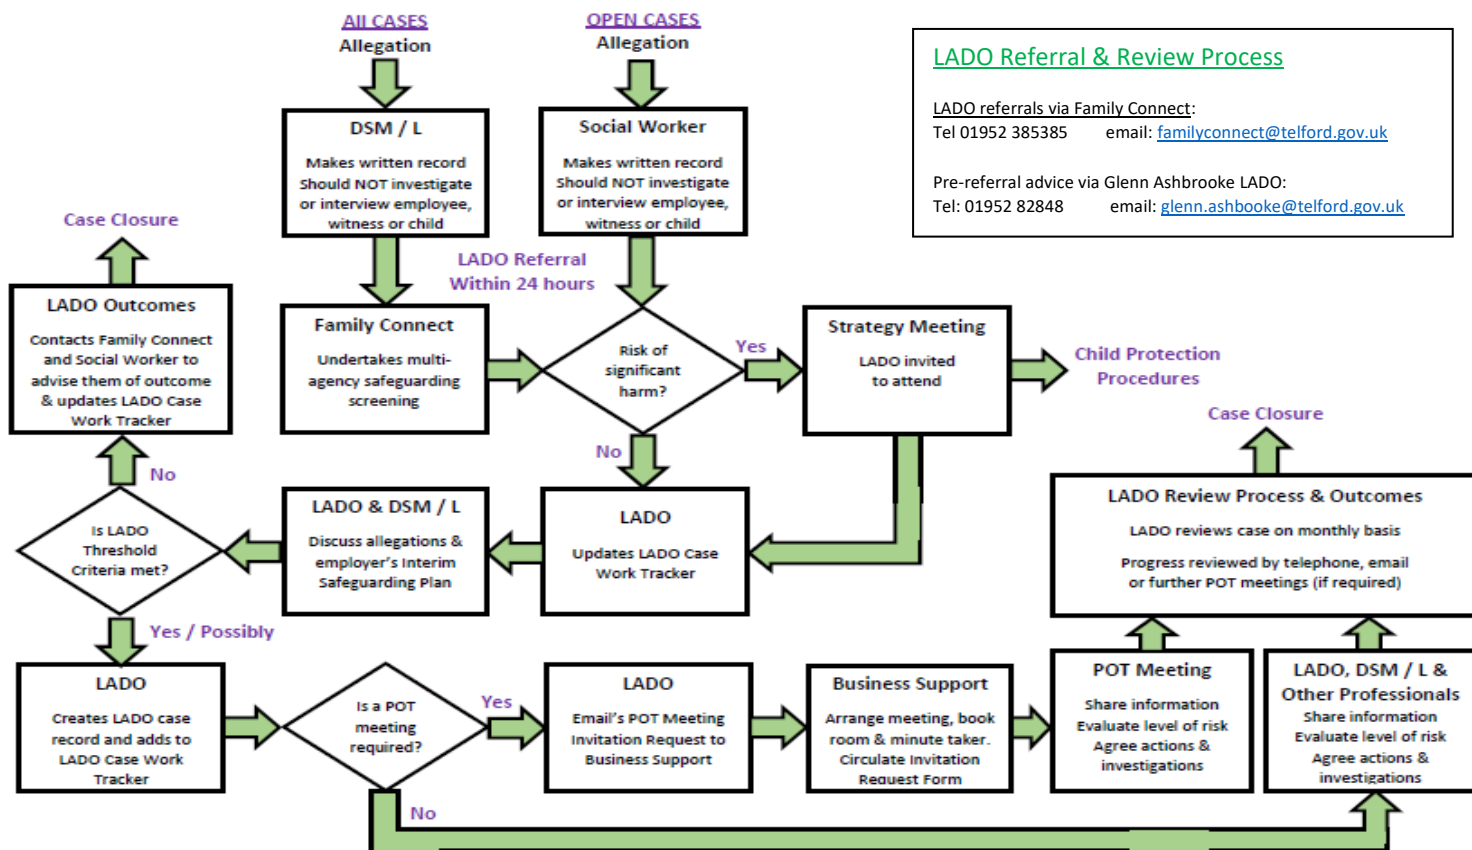 All CASES
Allegation
OPEN CASES
Allegation
LADO Referral & Review Process
LADO referrals via Family Connect:
Tel 01952 385385 email: familyconnect@telford.gov.uk
Pre-referral advice via Glenn Ashbrooke LADO:
Tel: 01952 82848 email: glenn.ashbooke@telford.gov.uk
DSM / L
Makes written record
Should NOT investigate
or interview employee,
witness or child
Social Worker
Makes written record
Should NOT investigate
or interview employee,
witness or child
LADO Referral
Within 24 hours
Case Closure
LADO Outcomes
Contacts Family Connect
and Social Worker to
advise them of outcome
& updates LADO Case
Work Tracker
Family Connect
Undertakes multi-
agency safeguarding
screening
Risk of
significant
harm?
Yes
Strategy Meeting
LADO invited
to attend
Child Protection
Procedures
No
No
Case Closure
Is LADO
Threshold
Criteria met?
LADO & DSM / L
Discuss allegations &
employer's Interim
Safeguarding Plan
LADO
Updates LADO Case
Work Tracker
LADO Review Process & Outcomes
LADO reviews case on monthly basis
Progress reviewed by telephone, email
or further POT meetings (if required)
Yes / Possibly
LADO
Creates LADO case
record and adds to
LADO Case Work
Tracker
Is a POT
meeting
required?
Yes
LADO
Email's POT Meeting
Invitation Request to
Business Support
Business Support
Arrange meeting, book
room & minute taker.
Circulate Invitation
Request Form
POT Meeting
Share information
Evaluate level of risk
Agree actions &
investigations
LADO, DSM / L &
Other Professionals
Share information
Evaluate level of risk
Agree actions &
investigations
No